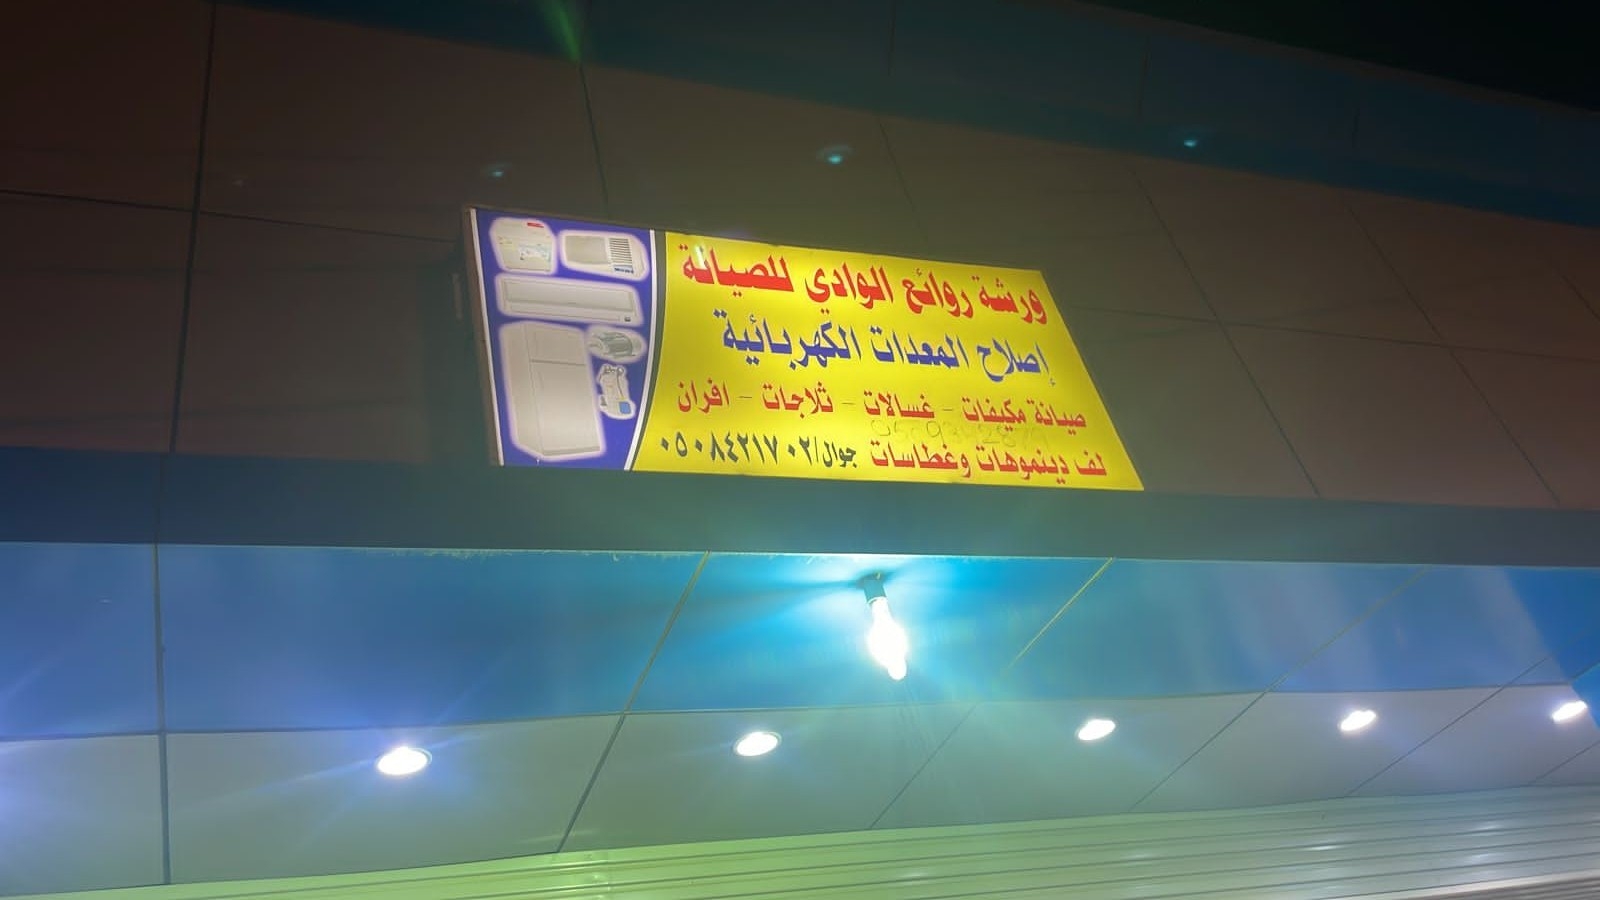 ورشة روائع الوادي للصيانة
إصلاح المعدات الكهربائية
صيانة مكيفات - غسالات - ثلاجات - افران
لف دينموهات وغطاسات جوال/٠٥٠٨٤٢١٧٠٢